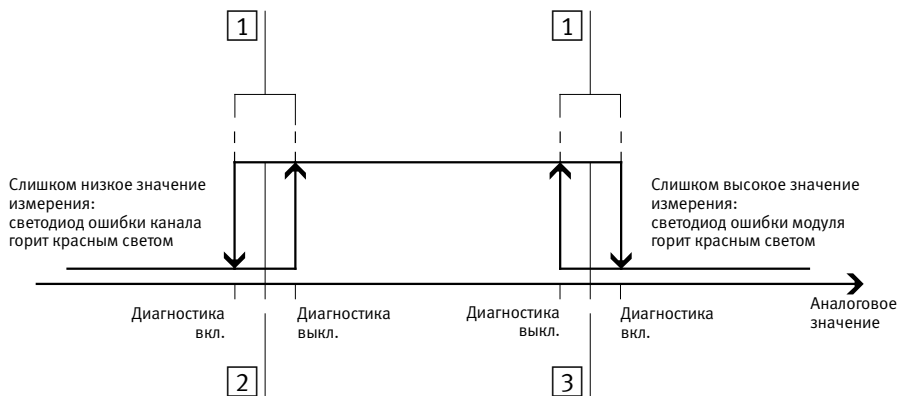 1
1
Слишком низкое значение
измерения:
светодиод ошибки канала
горит красным светом
Слишком высокое значение
измерения:
светодиод ошибки модуля
горит красным светом
Диагностика
вкл.
Диагностика
выкл.
Диагностика
выкл.
Диагностика
вкл.
Аналоговое
значение
2
3